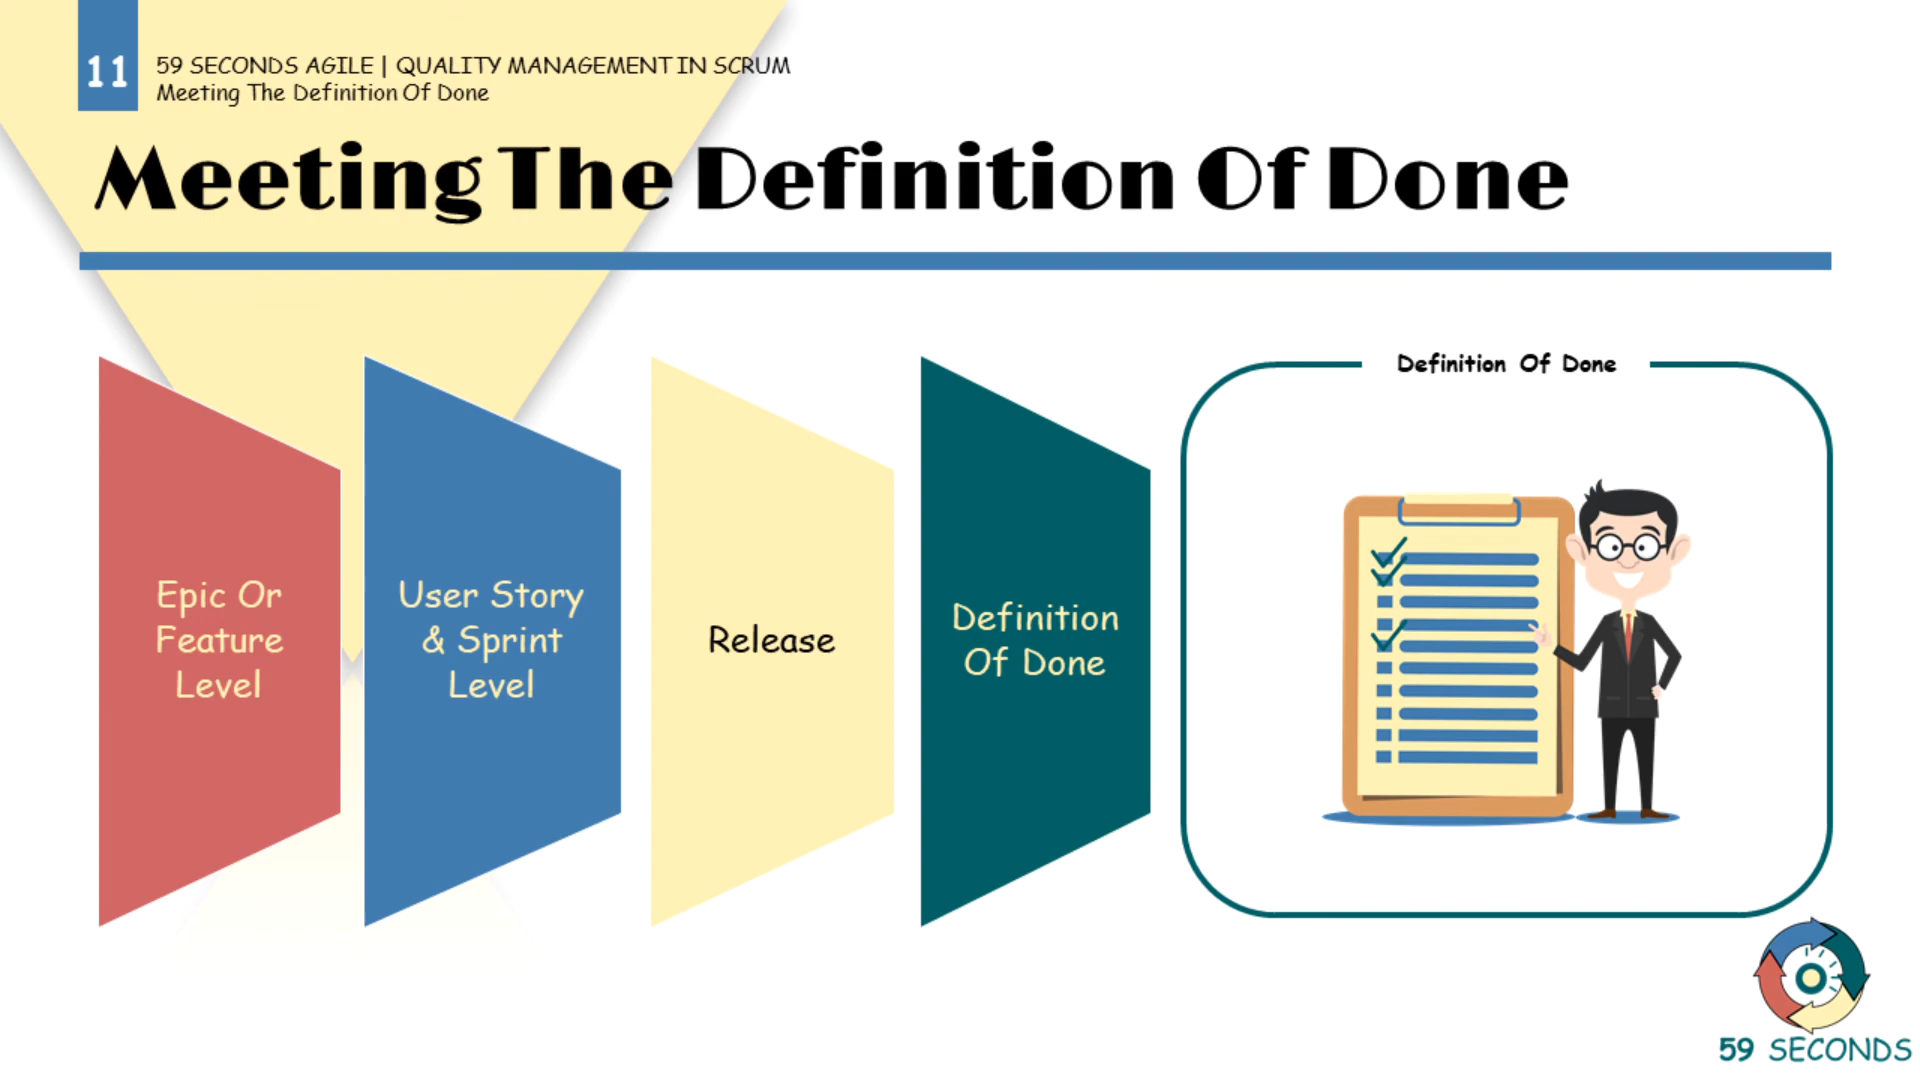 11
59 SECONDS AGILE | QUALITY MANAGEMENT IN SCRUM
Meeting The Definition Of Done
Meeting The Definition Of Done
Epic Or
Feature
Level
User Story
& Sprint
Level
Release
Definition
Of Done
Definition Of Done
59 SECONDS